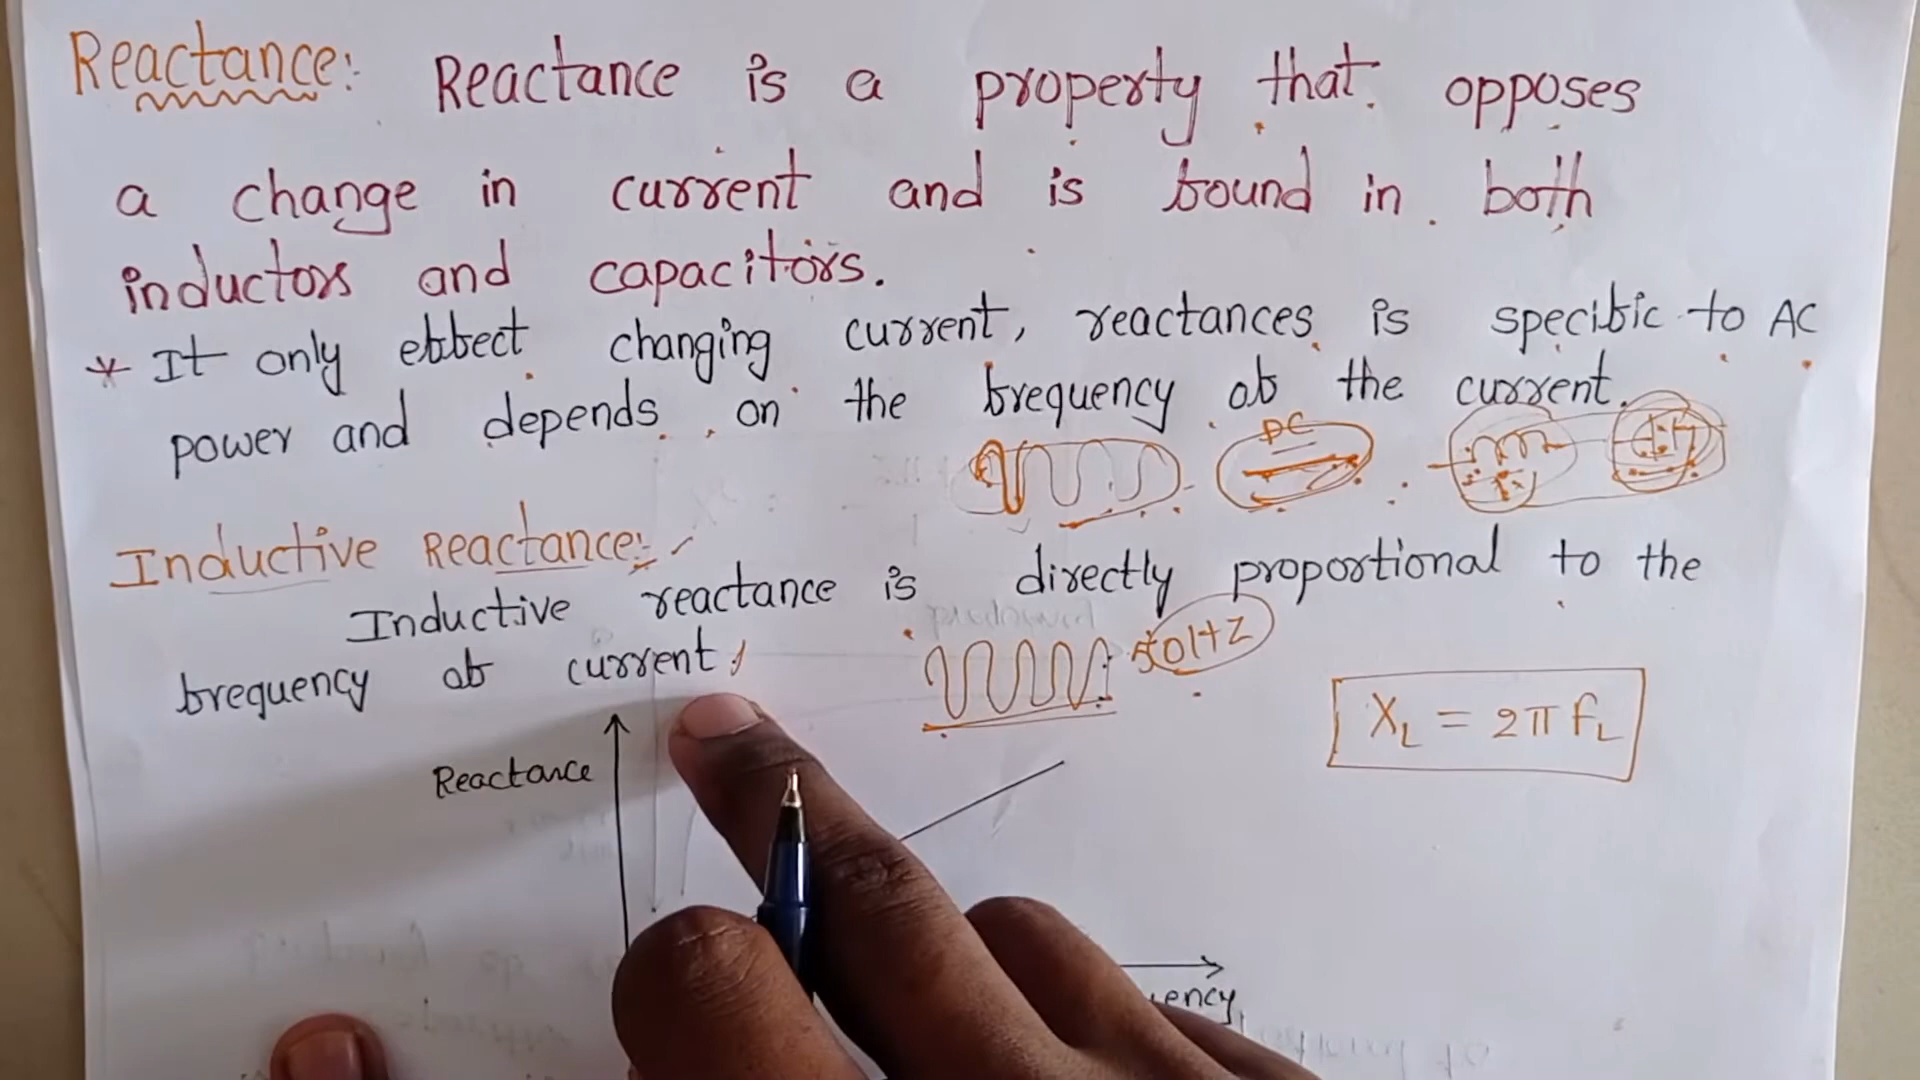 Reactance: Reactance is a property that opposes
a change in current and is found in both
inductors and capacitors.
* It only effect changing current, reactances is specific to AC
power and depends on the frequency of the current.
DC
Inductive Reactance:
Inductive reactance is directly proportional to the
frequency of current
50HZ
X_L = 2π f_L
Reactance